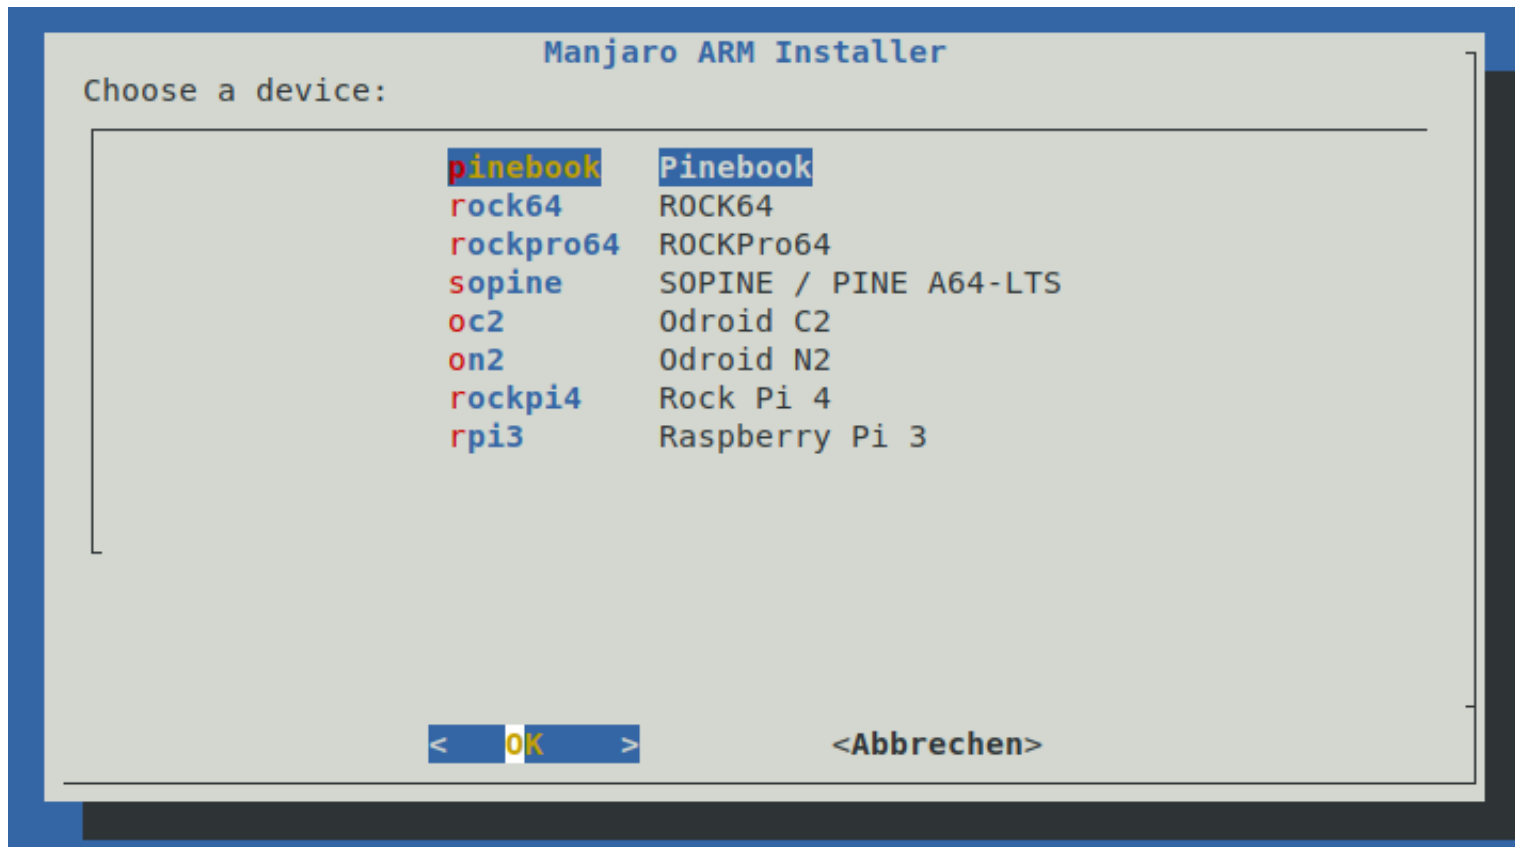 Manjaro ARM Installer
Choose a device:
pinebook Pinebook
rock64 ROCK64
rockpro64 ROCKPro64
sopine SOPINE / PINE A64-LTS
oc2 Odroid C2
on2 Odroid N2
rockpi4 Rock Pi 4
rpi3 Raspberry Pi 3
< OK > <Abbrechen>